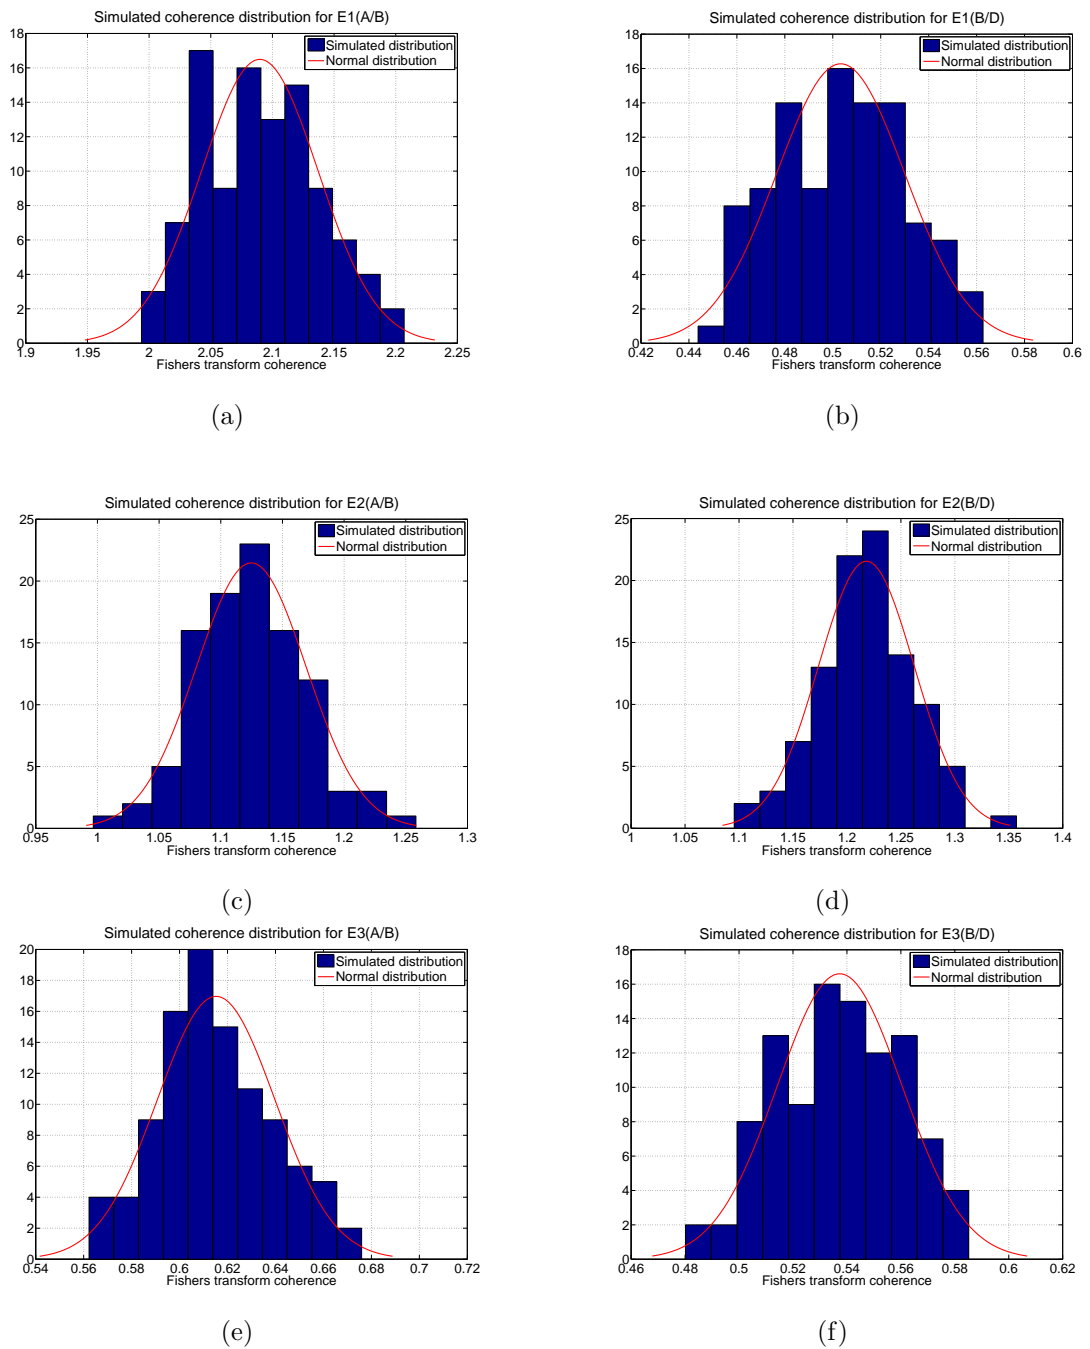 Simulated coherence distribution for E1(A/B)
18
16
14
12
10
8
6
4
2
0
1.9 1.95 2 2.05 2.1 2.15 2.2 2.25
Fishers transform coherence
Simulated distribution
Normal distribution
(a)
Simulated coherence distribution for E1(B/D)
18
16
14
12
10
8
6
4
2
0
0.42 0.44 0.46 0.48 0.5 0.52 0.54 0.56 0.58 0.6
Fishers transform coherence
Simulated distribution
Normal distribution
(b)
Simulated coherence distribution for E2(A/B)
25
20
15
10
5
0
0.95 1 1.05 1.1 1.15 1.2 1.25 1.3
Fishers transform coherence
Simulated distribution
Normal distribution
(c)
Simulated coherence distribution for E2(B/D)
25
20
15
10
5
0
1 1.05 1.1 1.15 1.2 1.25 1.3 1.35 1.4
Fishers transform coherence
Simulated distribution
Normal distribution
(d)
Simulated coherence distribution for E3(A/B)
20
18
16
14
12
10
8
6
4
2
0
0.54 0.56 0.58 0.6 0.62 0.64 0.66 0.68 0.7 0.72
Fishers transform coherence
Simulated distribution
Normal distribution
(e)
Simulated coherence distribution for E3(B/D)
18
16
14
12
10
8
6
4
2
0
0.46 0.48 0.5 0.52 0.54 0.56 0.58 0.6 0.62
Fishers transform coherence
Simulated distribution
Normal distribution
(f)